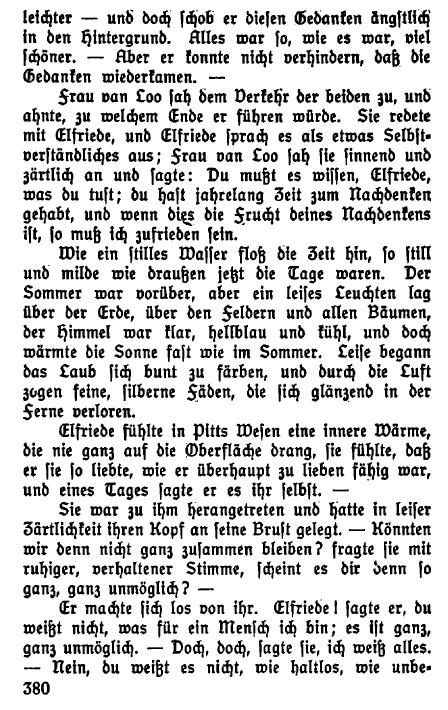 leichter — und doch schob er diesen Gedanken ängstlich
in den Hintergrund. Alles war so, wie es war, viel
schöner. — Aber er konnte nicht verhindern, daß die
Gedanken wiederkamen. —
Frau van Loo sah dem Verkehr der beiden zu, und
ahnte, zu welchem Ende er führen würde. Sie redete
mit Elfriede, und Elfriede sprach es als etwas Selbst-
verständliches aus; Frau van Loo sah sie sinnend und
zärtlich an und sagte: Du mußt es wissen, Elfriede,
was du tust; du hast jahrelang Zeit zum Nachdenken
gehabt, und wenn dies die Frucht deines Nachdenkens
ist, so muß ich zufrieden sein.
Wie ein stilles Wasser floß die Zeit hin, so still
und milde wie draußen jetzt die Tage waren. Der
Sommer war vorüber, aber ein leises Leuchten lag
über der Erde, über den Feldern und allen Bäumen,
der Himmel war klar, hellblau und kühl, und doch
wärmte die Sonne fast wie im Sommer. Leise begann
das Laub sich bunt zu färben, und durch die Luft
zogen feine, silberne Fäden, die sich glänzend in der
Ferne verloren.
Elfriede fühlte in Pitts Wesen eine innere Wärme,
die nie ganz auf die Oberfläche drang, sie fühlte, daß
er sie so liebte, wie er überhaupt zu lieben fähig war,
und eines Tages sagte er es ihr selbst. —
Sie war zu ihm herangetreten und hatte in leiser
Zärtlichkeit ihren Kopf an seine Brust gelegt. — Könnten
wir denn nicht ganz zusammen bleiben? fragte sie mit
ruhiger, verhaltener Stimme, scheint es dir denn so
ganz, ganz unmöglich? —
Er machte sich los von ihr. Elfriede! sagte er, du
weißt nicht, was für ein Mensch ich bin; es ist ganz,
ganz unmöglich. — Doch, doch, sagte sie, ich weiß alles.
— Nein, du weißt es nicht, wie haltlos, wie unbe-
380